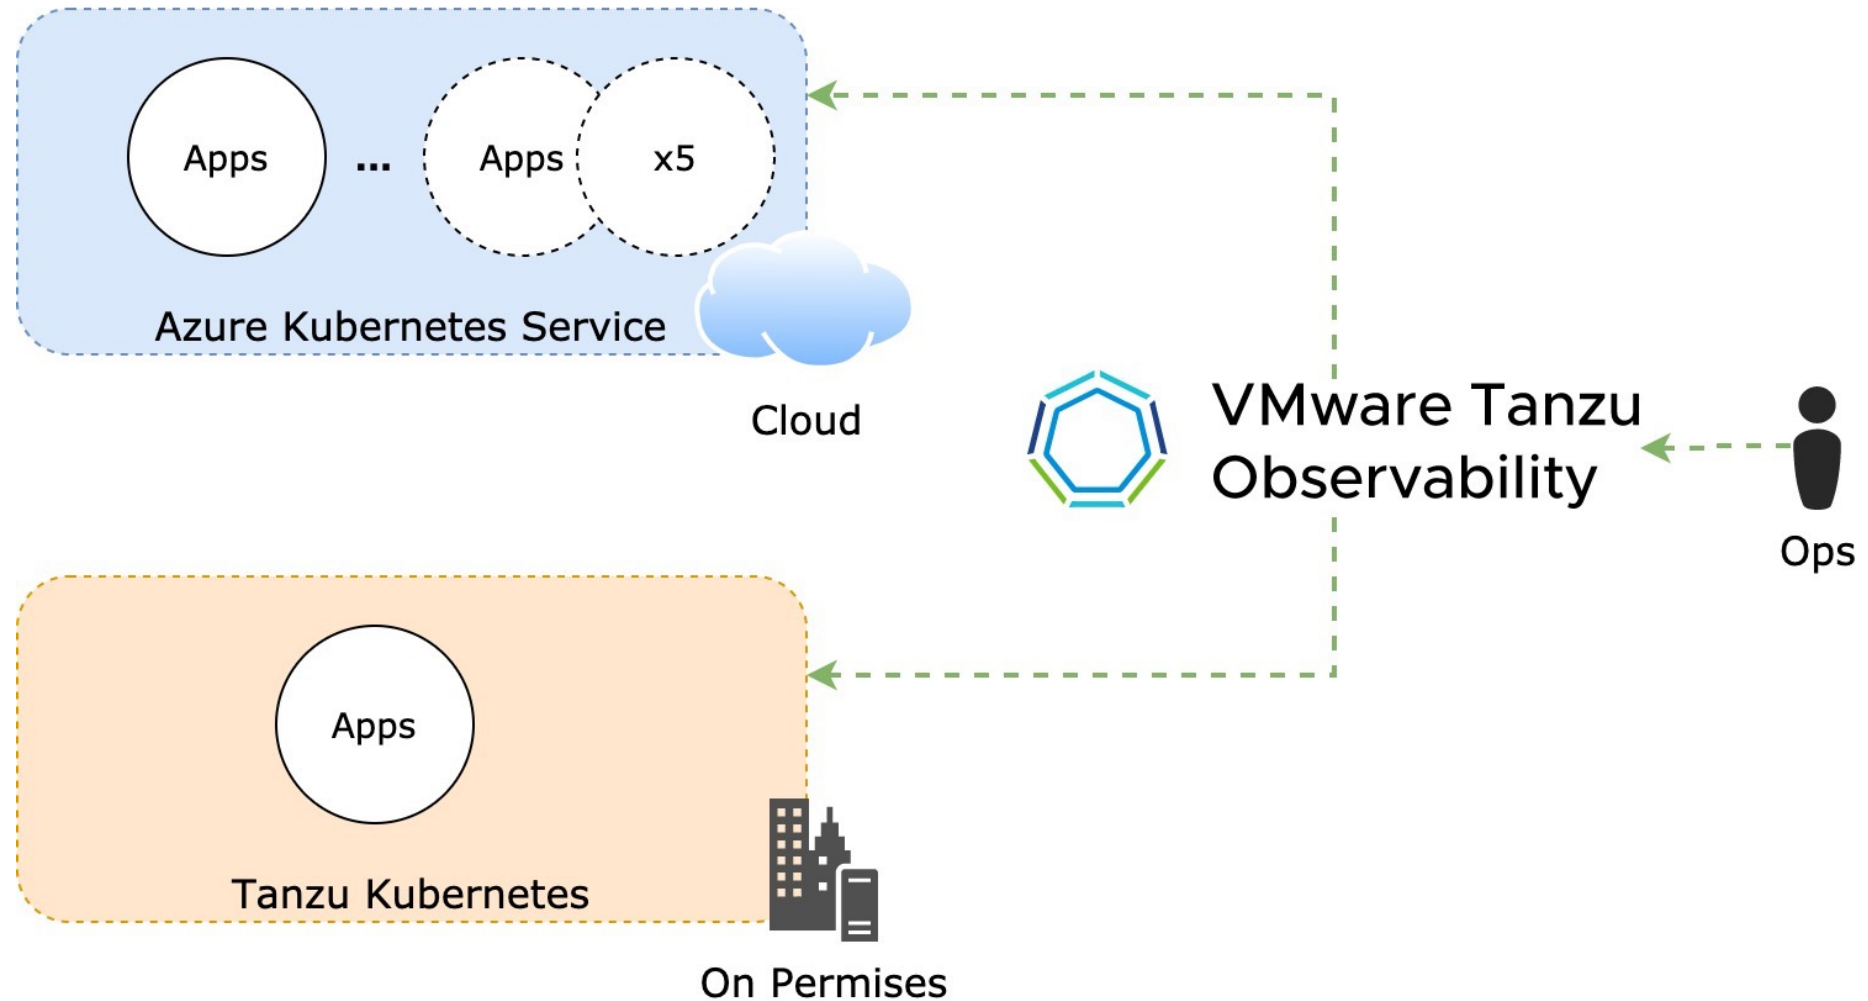 Apps
...
Apps
x5
Azure Kubernetes Service
Cloud
VMware Tanzu
Observability
Ops
Apps
Tanzu Kubernetes
On Permises